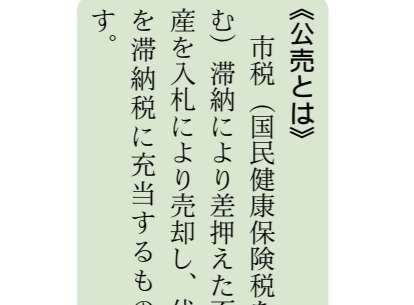 《公売とは》
市税（国民健康保険税を
む）滞納により差押えた不
産を入札により売却し、代
を滞納税に充当するもの
す。